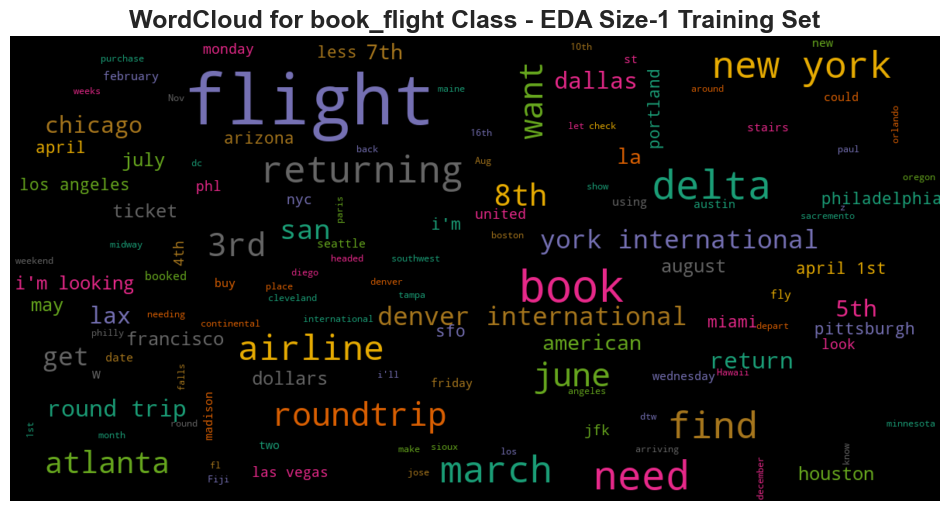 WordCloud for book_flight Class - EDA Size-1 Training Set
purchase
monday
less
7th
10th
new
february
st
new york
weeks
Nov
flight
maine
want
dallas
portland
around
could
chicago
arizona
16th
let
check
stairs
orlando
april
back
la
paul
july
dc
returning
Aug
los angeles
phl
8th
show
delta
oregon
nyc
paris
using
austin
philadelphia
ticket
united
z
san
i'm
sacremento
3rd
seattle
boston
york international
midway
4th
headed
southwest
weekend
booked
diego
august
april 1st
i'm looking
buy
place
denver
book
fly
may
cleveland
tampa
lax
needing
continental
international
denver international
miami
depart
5th
philly
francisco
sfo
pittsburgh
get
date
airline
american
look
W
falls
dollars
i'll
friday
june
wednesday
Hawaii
return
angeles
round trip
madison
roundtrip
find
1st
round
dtw
minnesota
month
jfk
two
make
sioux
los
arriving
know
atlanta
fl
Fiji
las vegas
jose
march
need
december
houston